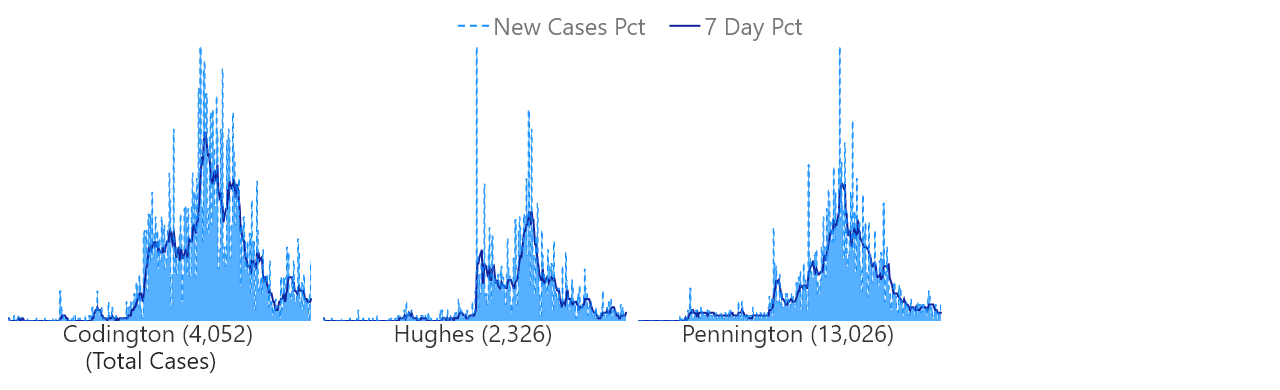 New Cases Pct 7 Day Pct
Codington (4,052) Hughes (2,326) Pennington (13,026)
(Total Cases)